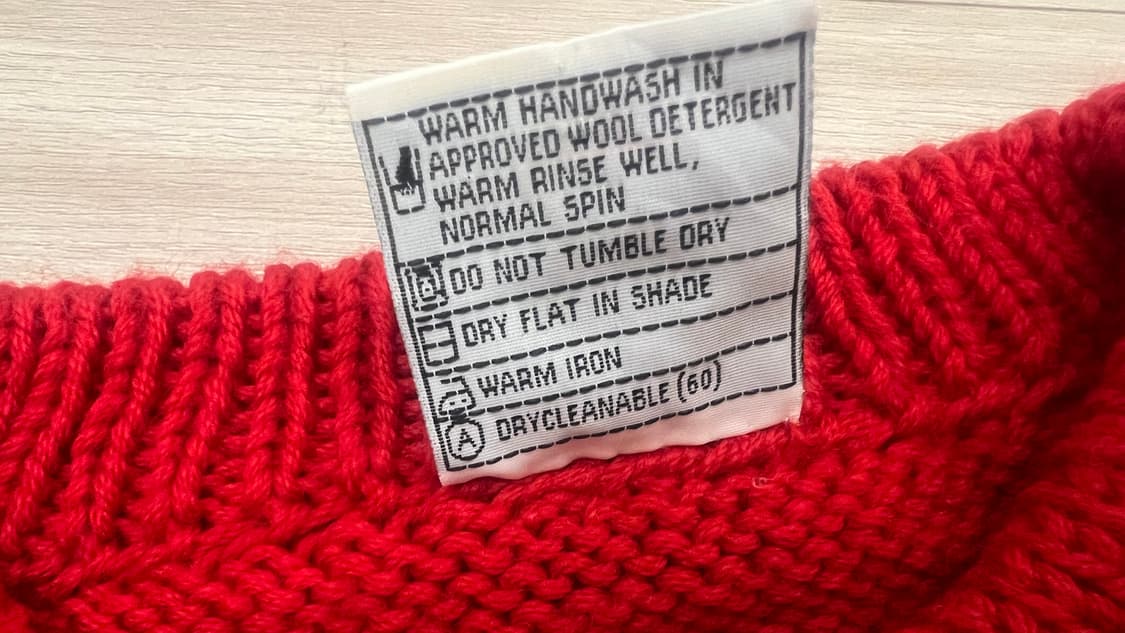 WARM HANDWASH IN
APPROVED WOOL DETERGENT
WARM RINSE WELL,
NORMAL SPIN
DO NOT TUMBLE DRY
DRY FLAT IN SHADE
WARM IRON
A DRYCLEANABLE (60)